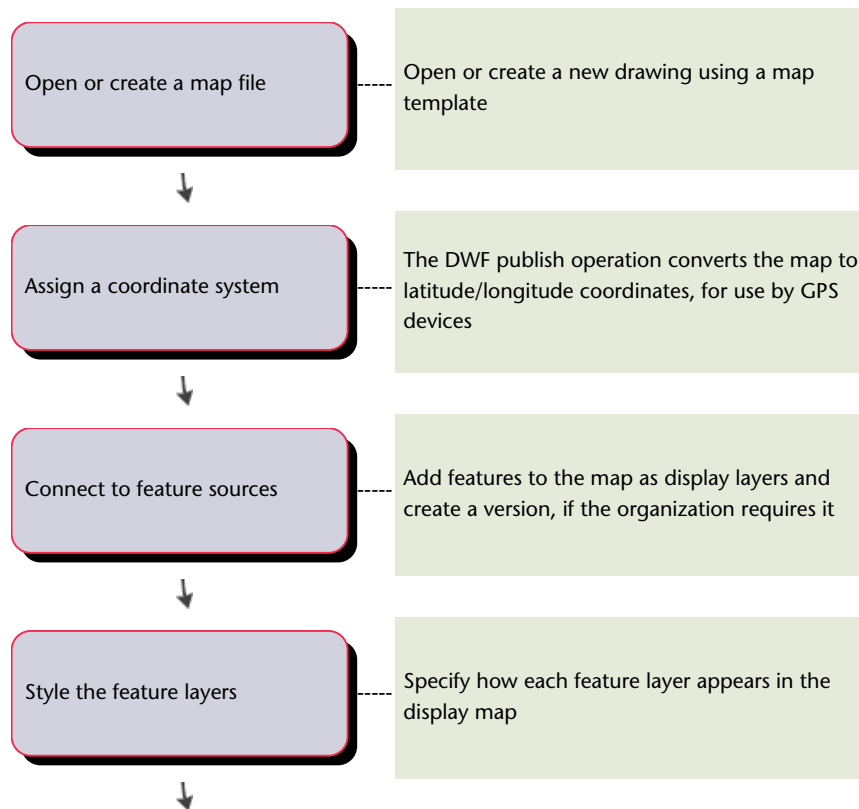 Open or create a map file
Open or create a new drawing using a map
template
Assign a coordinate system
The DWF publish operation converts the map to
latitude/longitude coordinates, for use by GPS
devices
Connect to feature sources
Add features to the map as display layers and
create a version, if the organization requires it
Style the feature layers
Specify how each feature layer appears in the
display map